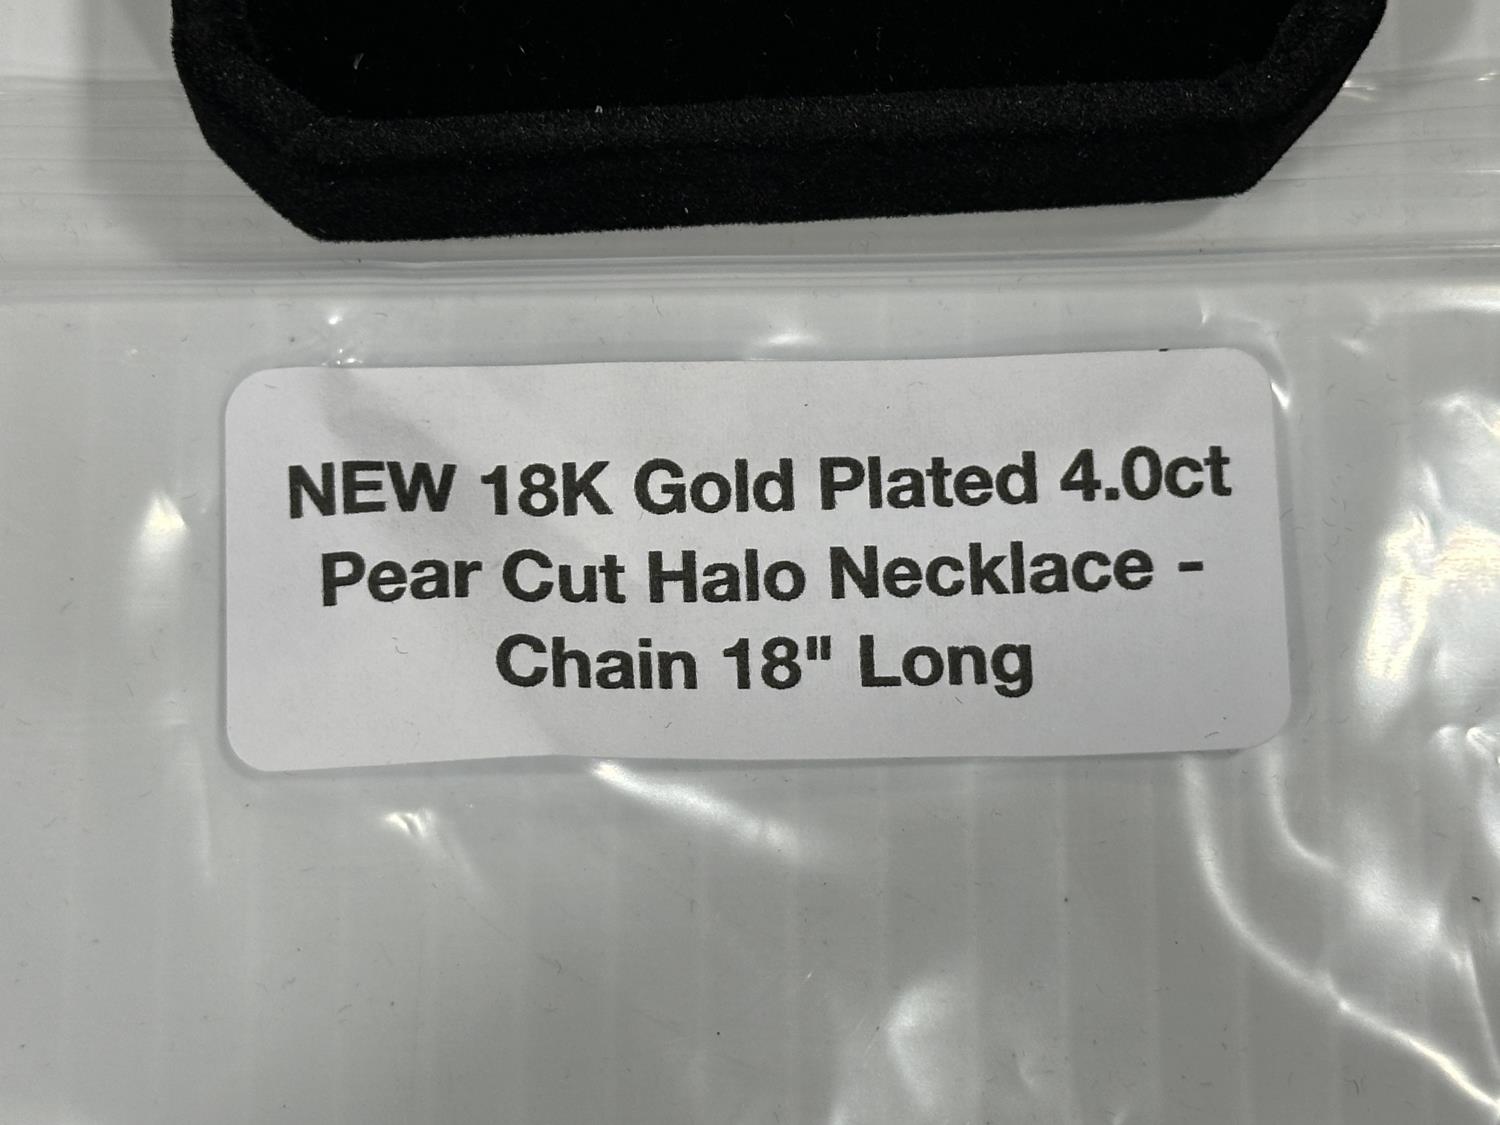 NEW 18K Gold Plated 4.0ct
Pear Cut Halo Necklace -
Chain 18" Long